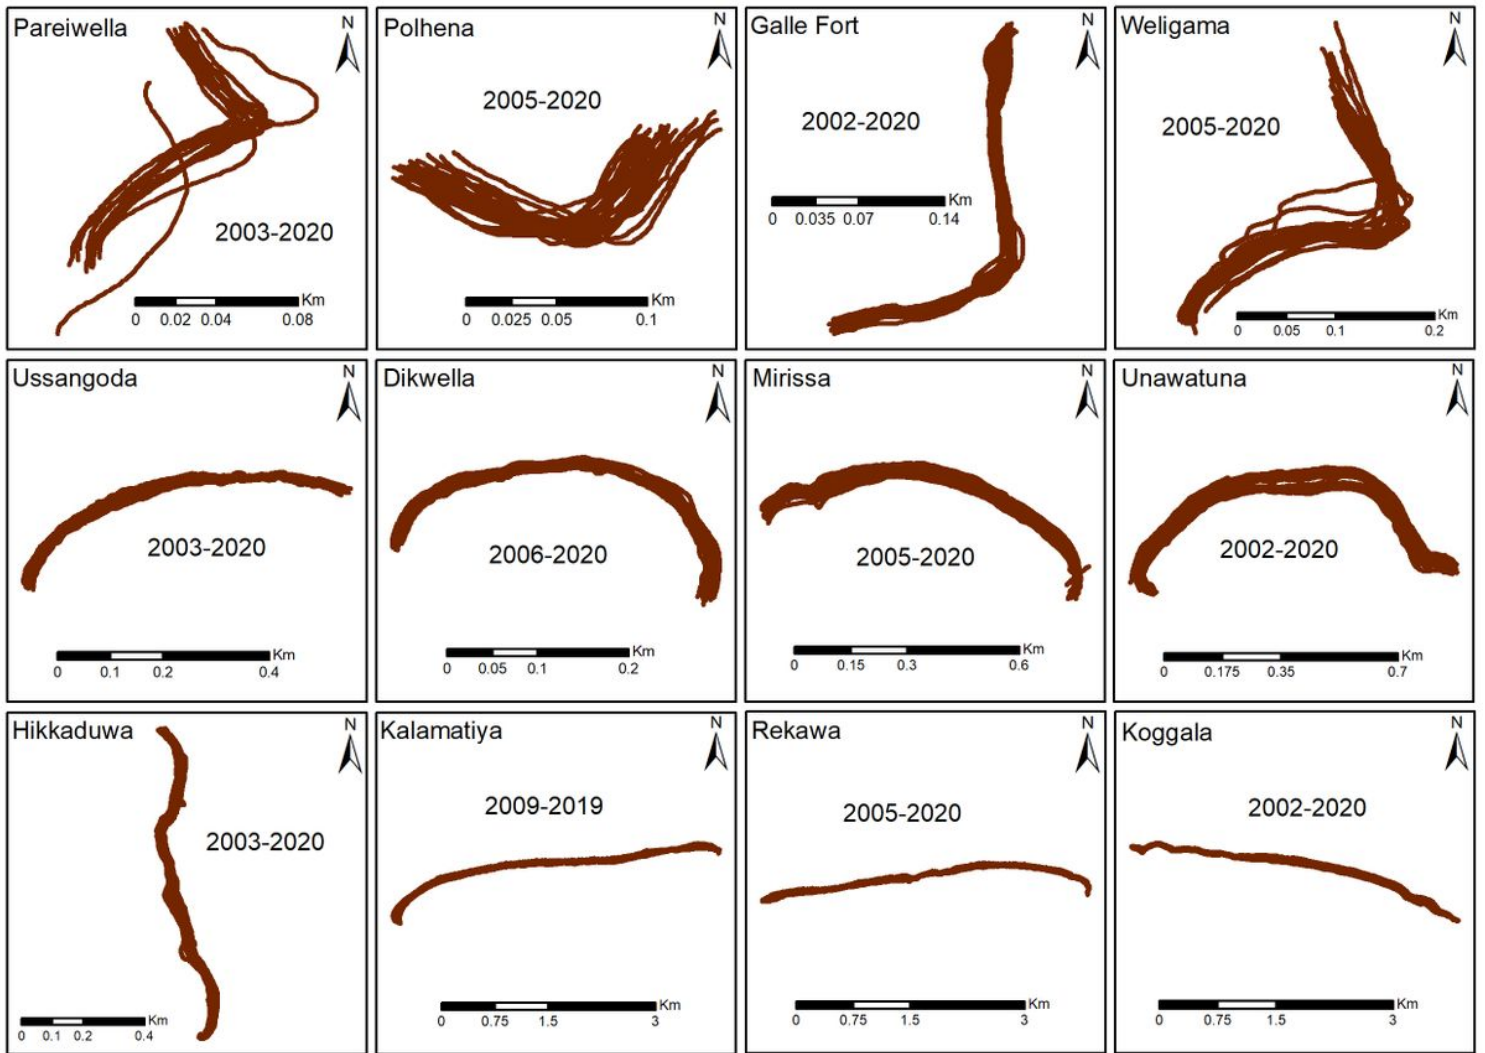 Pareiwella
N
2003-2020
Km
0 0.02 0.04 0.08
Polhena
N
2005-2020
Km
0 0.025 0.05 0.1
Galle Fort
N
2002-2020
Km
0 0.035 0.07 0.14
Weligama
N
2005-2020
Km
0 0.05 0.1 0.2
Ussangoda
N
2003-2020
Km
0 0.1 0.2 0.4
Dikwella
N
2006-2020
Km
0 0.05 0.1 0.2
Mirissa
N
2005-2020
Km
0 0.15 0.3 0.6
Unawatuna
N
2002-2020
Km
0 0.175 0.35 0.7
Hikkaduwa
N
2003-2020
Km
0 0.1 0.2 0.4
Kalamatiya
N
2009-2019
Km
0 0.75 1.5 3
Rekawa
N
2005-2020
Km
0 0.75 1.5 3
Koggala
N
2002-2020
Km
0 0.75 1.5 3